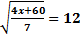 √((4x+60)/7) = 12